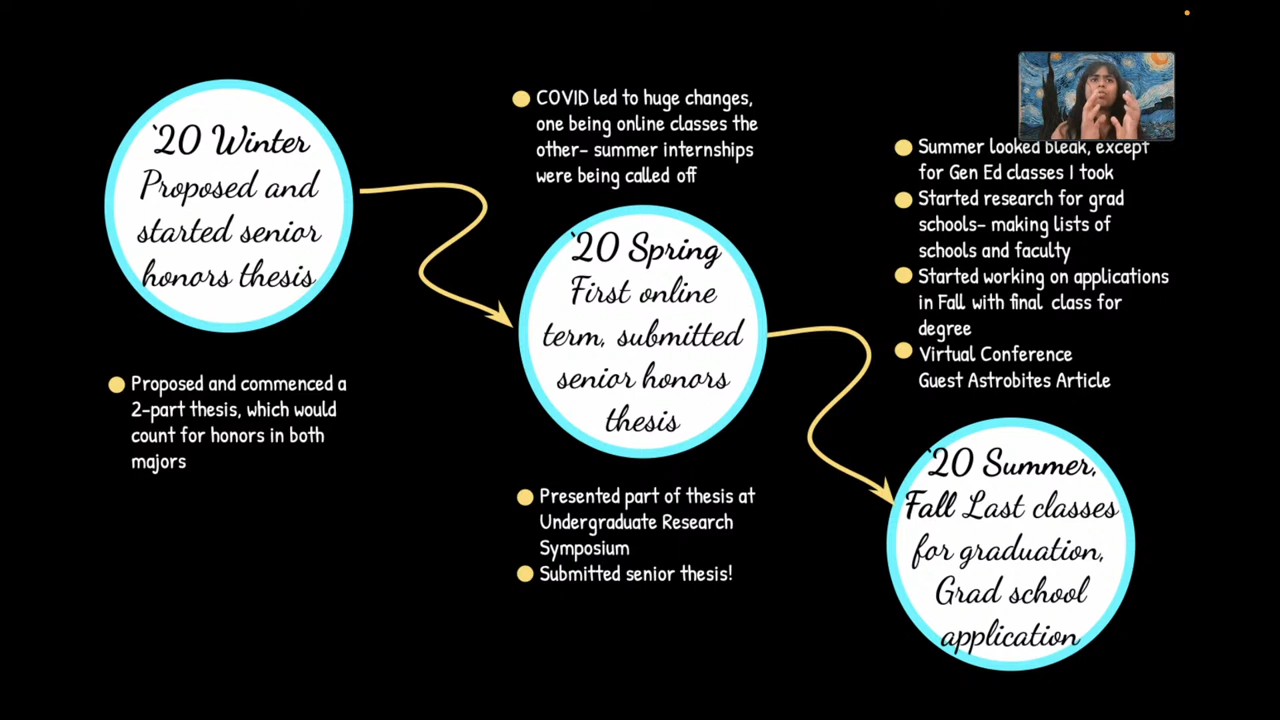 `20 Winter
Proposed and
started senior
honors thesis
Proposed and commenced a
2-part thesis, which would
count for honors in both
majors
COVID led to huge changes,
one being online classes the
other- summer internships
were being called off
`20 Spring
First online
term, submitted
senior honors
thesis
Presented part of thesis at
Undergraduate Research
Symposium
Submitted senior thesis!
Summer looked bleak, except
for Gen Ed classes I took
Started research for grad
schools- making lists of
schools and faculty
Started working on applications
in Fall with final class for
degree
Virtual Conference
Guest Astrobites Article
`20 Summer,
Fall Last classes
for graduation,
Grad school
application